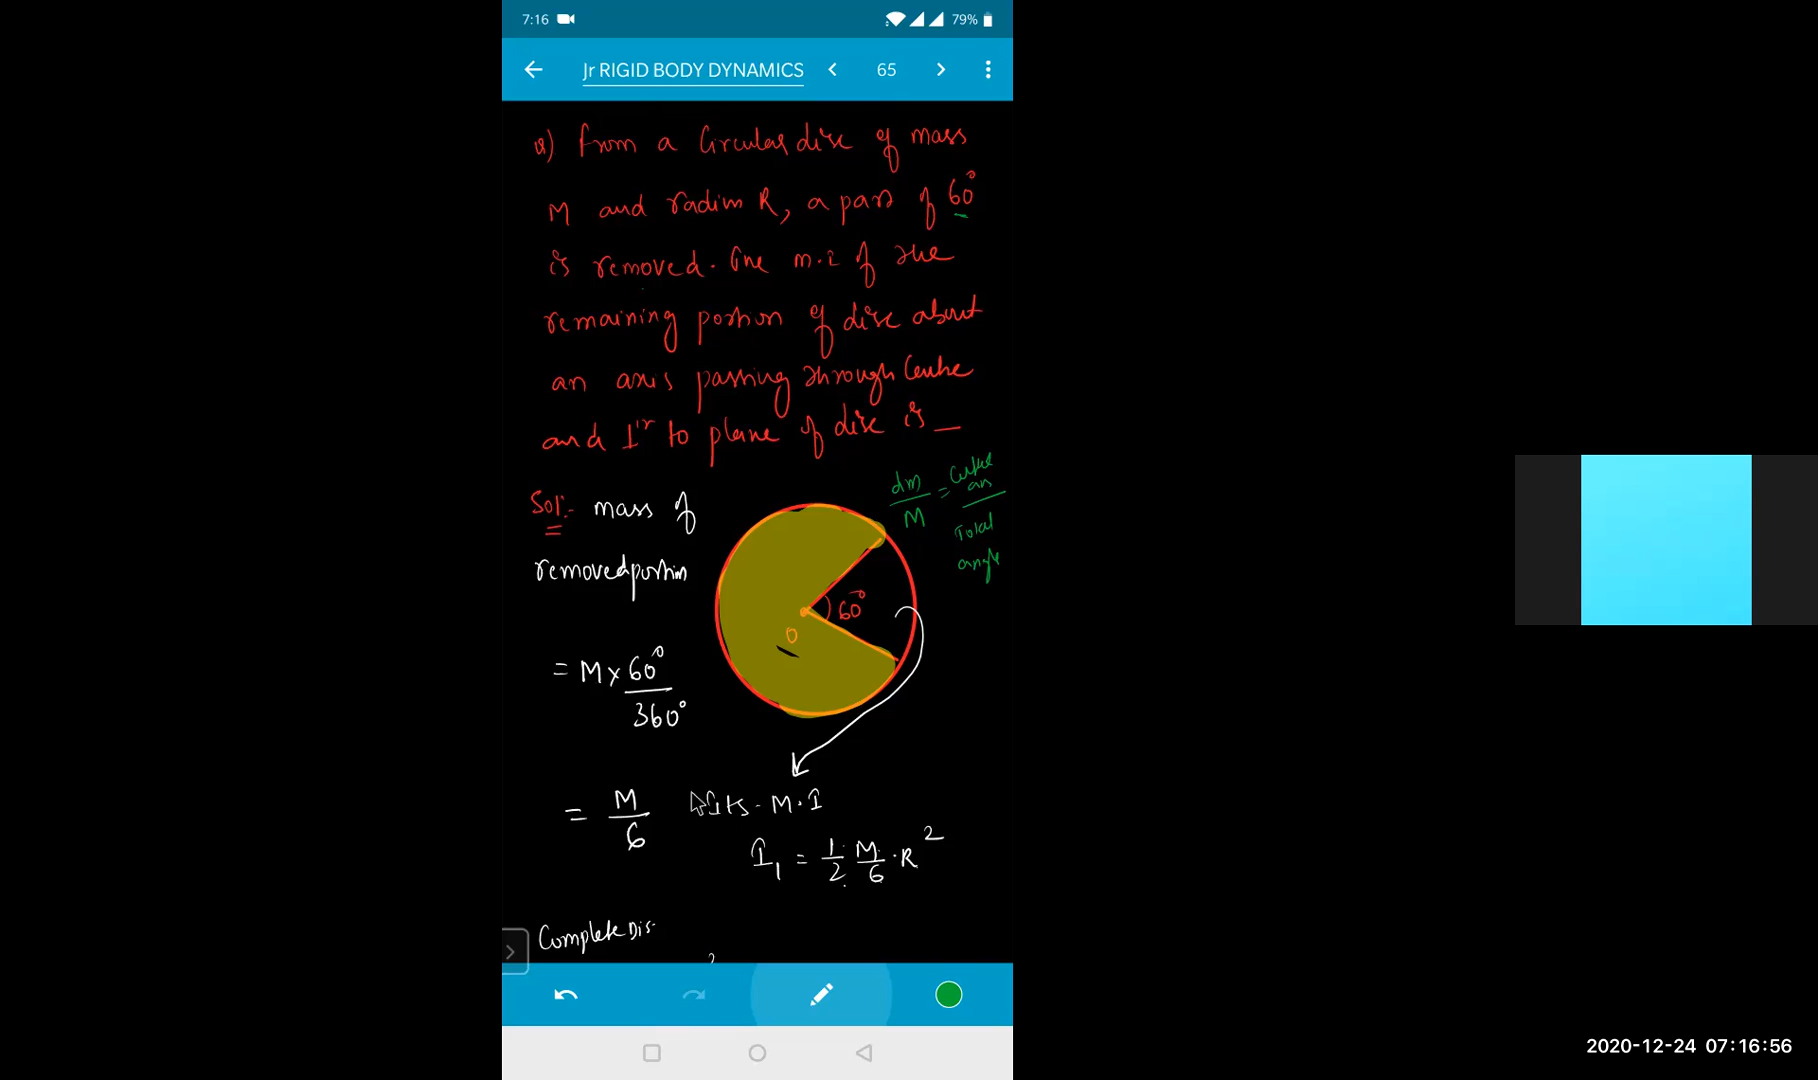 7:16
79%
Jr RIGID BODY DYNAMICS
65
Q) from a Circular disc of mass
M and radius R, a part of 60°
is removed. The m.I of the
remaining portion of disc about
an axis passing through Centre
and ⊥ʳ to plane of disc is _
Sol:- mass of
removed portion
= M x 60°/360°
= M/6
dm/M =
Total
angle
60°
O
Its M.I
I₁ = 1/2 M/6 . R²
Complete Dis
2020-12-24 07:16:56